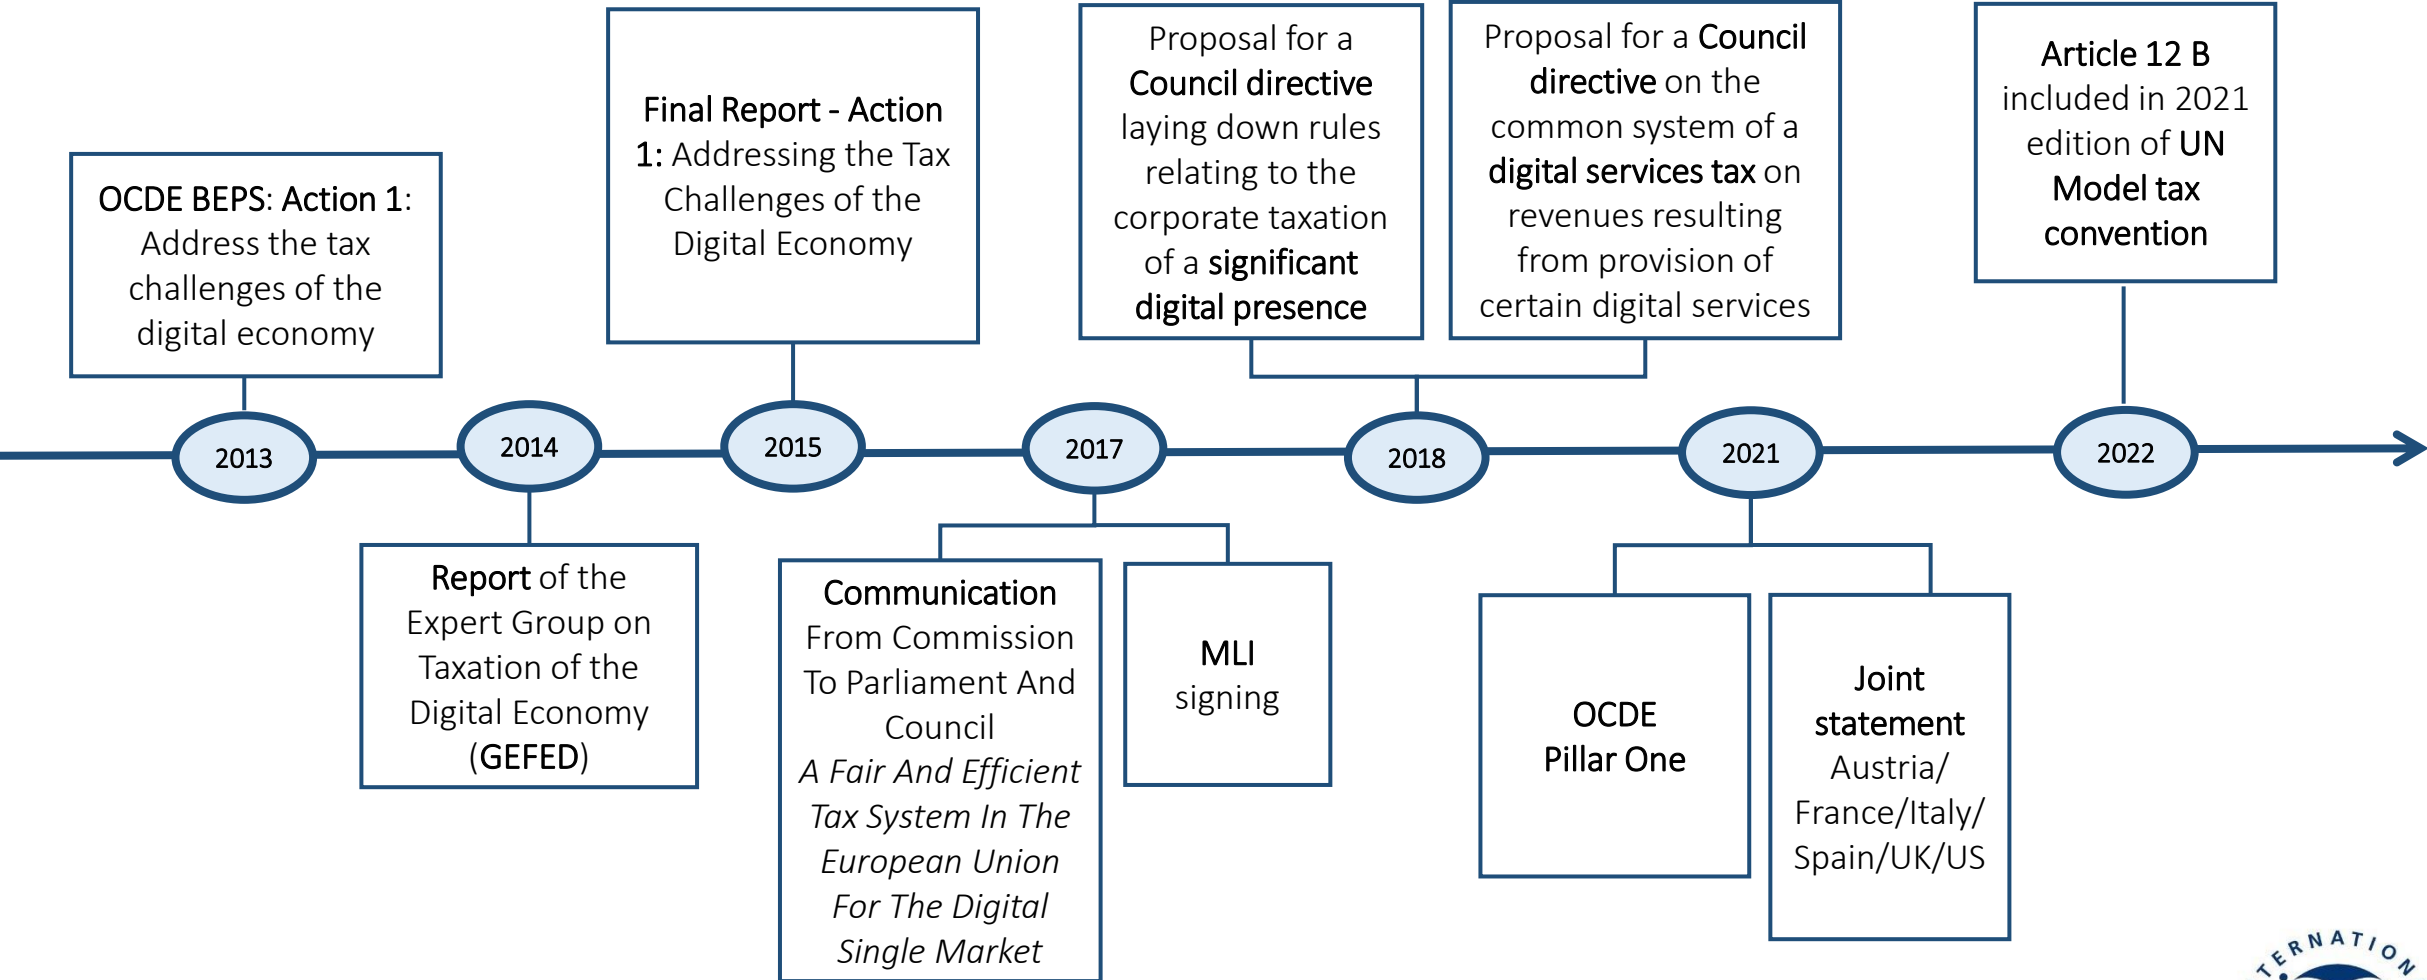 OCDE BEPS: Action 1:
Address the tax
challenges of the
digital economy
Final Report - Action
1: Addressing the Tax
Challenges of the
Digital Economy
Proposal for a
Council directive
laying down rules
relating to the
corporate taxation
of a significant
digital presence
Proposal for a Council
directive on the
common system of a
digital services tax on
revenues resulting
from provision of
certain digital services
Article 12 B
included in 2021
edition of UN
Model tax
convention
2013
2014
2015
2017
2018
2021
2022
Report of the
Expert Group on
Taxation of the
Digital Economy
(GEFED)
Communication
From Commission
To Parliament And
Council
A Fair And Efficient
Tax System In The
European Union
For The Digital
Single Market
MLI
signing
OCDE
Pillar One
Joint
statement
Austria/
France/Italy/
Spain/UK/US